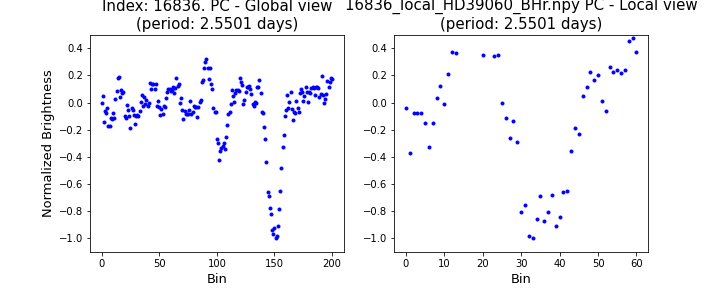 Index: 16836. PC - Global view
(period: 2.5501 days)
16836_local_HD39060_BHr.npy PC - Local view
(period: 2.5501 days)
Normalized Brightness
0.4
0.2
0.0
−0.2
−0.4
−0.6
−0.8
−1.0
0 50 100 150 200
Bin
0.4
0.2
0.0
−0.2
−0.4
−0.6
−0.8
−1.0
0 10 20 30 40 50 60
Bin